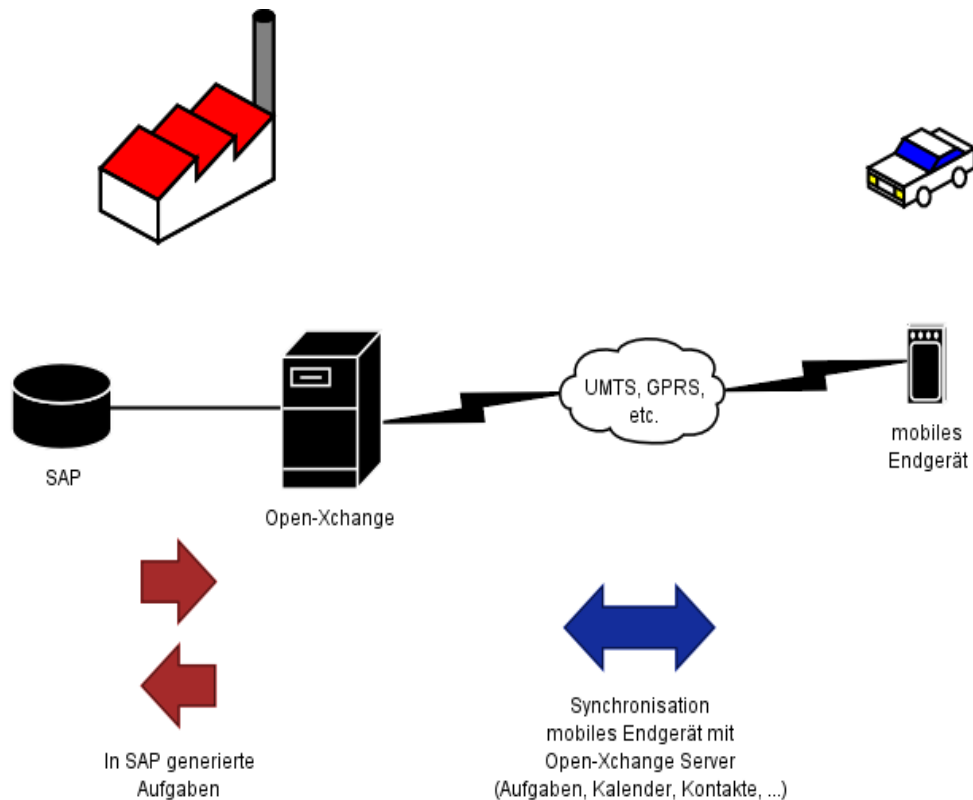 UMTS, GPRS,
etc.
mobiles
Endgerät
SAP
Open-Xchange
In SAP generierte
Aufgaben
Synchronisation
mobiles Endgerät mit
Open-Xchange Server
(Aufgaben, Kalender, Kontakte, ...)